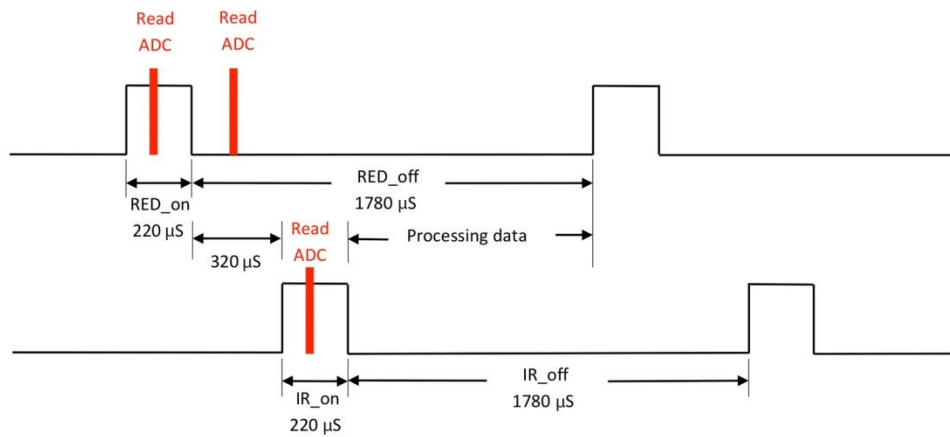 Read
ADC
Read
ADC
RED_on
220 µS
RED_off
1780 µS
320 µS
Read
ADC
Processing data
IR_on
220 µS
IR_off
1780 µS